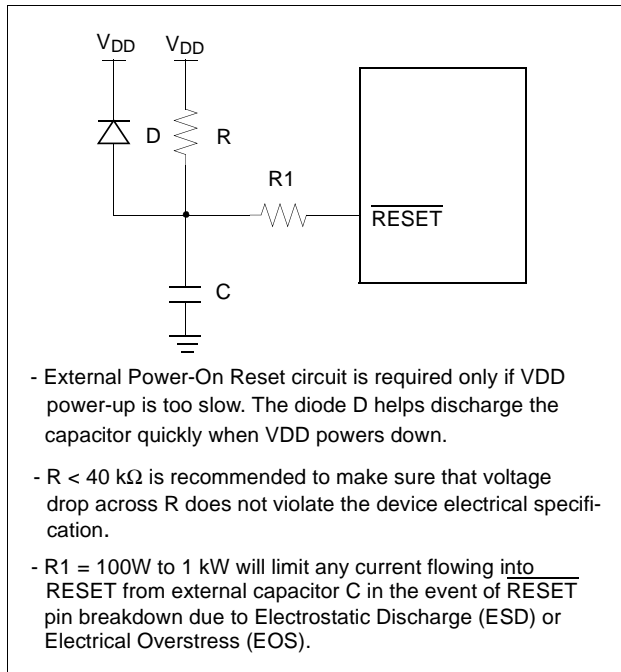 VDD VDD
D R
R1
RESET
C
- External Power-On Reset circuit is required only if VDD
power-up is too slow. The diode D helps discharge the
capacitor quickly when VDD powers down.
- R < 40 kΩ is recommended to make sure that voltage
drop across R does not violate the device electrical specifi-
cation.
- R1 = 100W to 1 kW will limit any current flowing into
RESET from external capacitor C in the event of RESET
pin breakdown due to Electrostatic Discharge (ESD) or
Electrical Overstress (EOS).